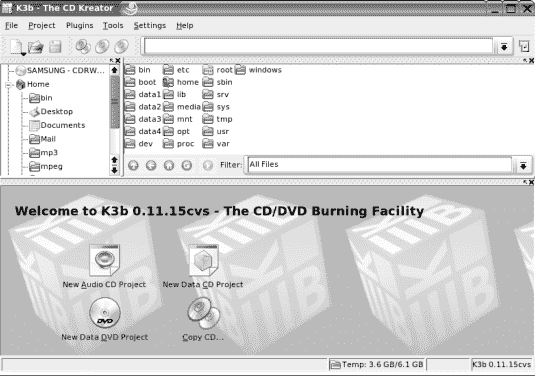 K3b - The CD Kreator
File Project Plugins Tools Settings Help
SAMSUNG - CDRW...
Home
bin
Desktop
Documents
Mail
mp3
mpeg
bin etc root windows
boot home sbin
data1 lib srv
data2 media sys
data3 mnt tmp
data4 opt usr
dev proc var
Filter: All Files
Welcome to K3b 0.11.15cvs - The CD/DVD Burning Facility
New Audio CD Project New Data CD Project
DVD
New Data DVD Project Copy CD...
Temp: 3.6 GB/6.1 GB K3b 0.11.15cvs